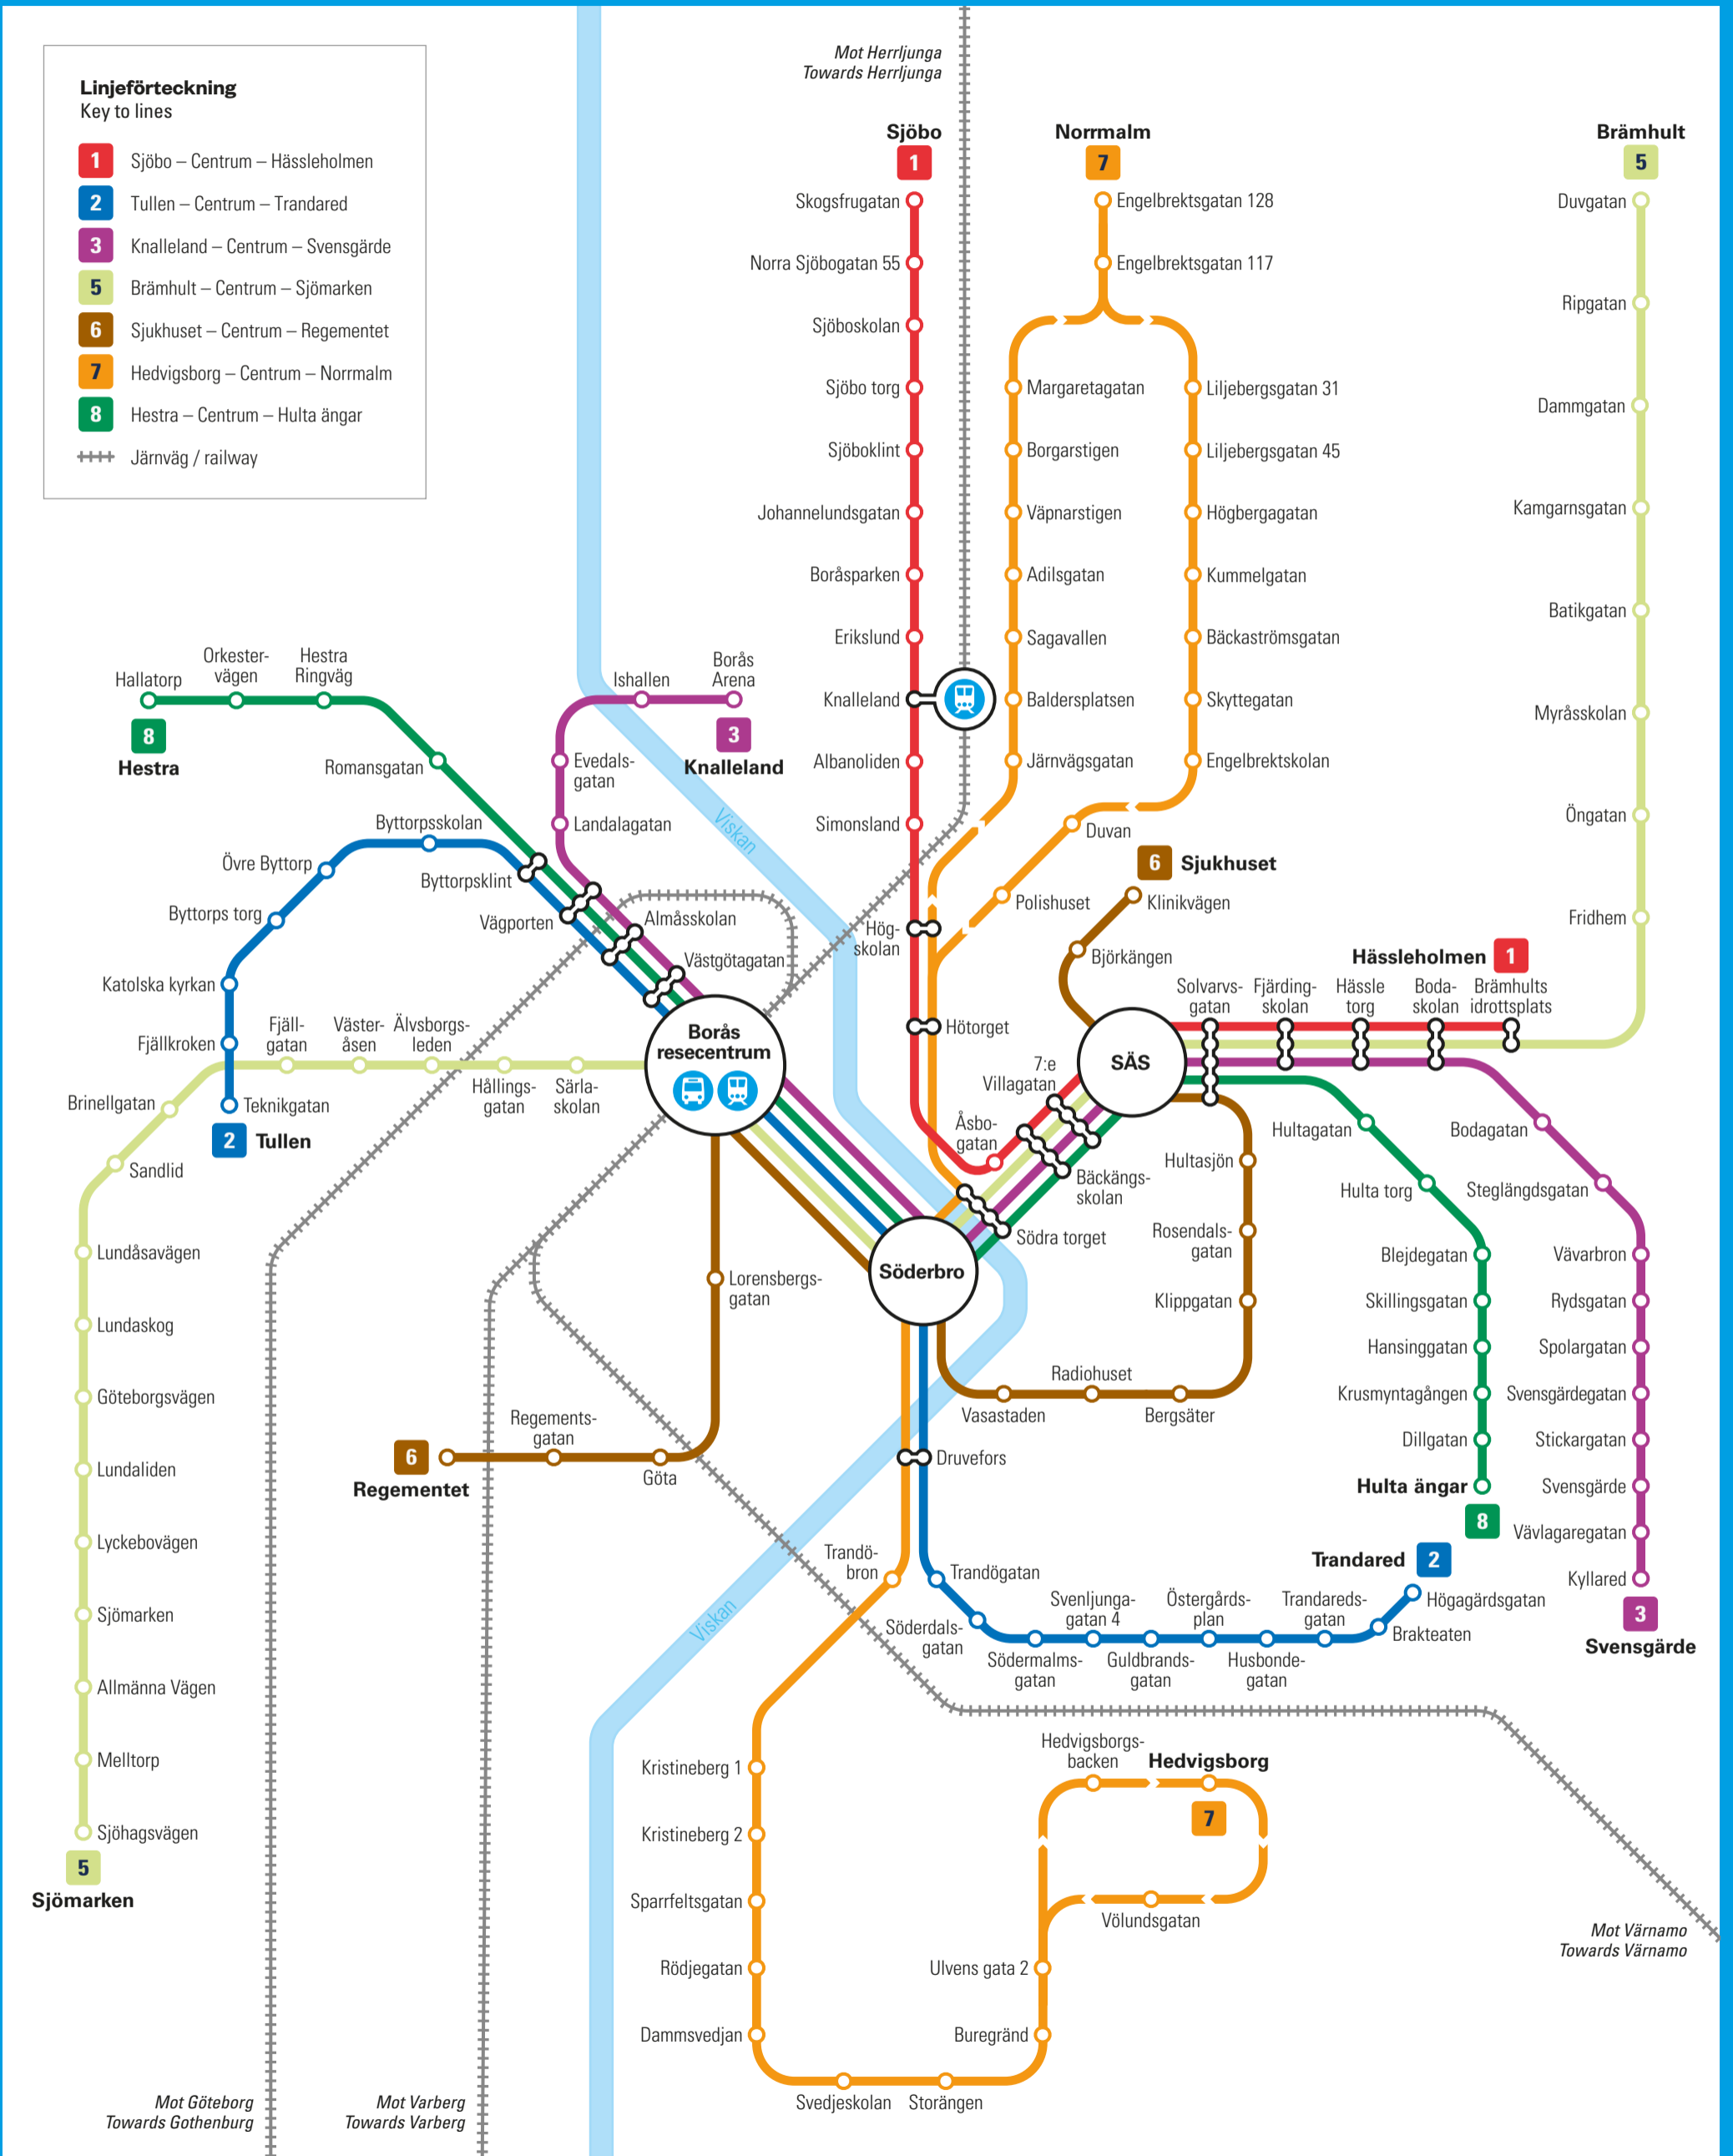 Linjeförteckning
Key to lines
1 Sjöbo – Centrum – Hässleholmen
2 Tullen – Centrum – Trandared
3 Knalleland – Centrum – Svensgärde
5 Brämhult – Centrum – Sjömarken
6 Sjukhuset – Centrum – Regementet
7 Hedvigsborg – Centrum – Norrmalm
8 Hestra – Centrum – Hulta ängar
Järnväg / railway
Mot Herrljunga
Towards Herrljunga
Sjöbo
1
Skogsfrugatan
Norra Sjöbogatan 55
Sjöboskolan
Sjöbo torg
Sjöboklint
Johannelundsgatan
Boråsparken
Erikslund
Knalleland
Albanoliden
Simonsland
Hög-
skolan
Hötorget
Åsbo-
gatan
7:e
Villagatan
Norrmalm
7
Engelbrektsgatan 128
Engelbrektsgatan 117
Margaretagatan
Borgarstigen
Väpnarstigen
Adilsgatan
Sagavallen
Baldersplatsen
Järnvägsgatan
Liljebergsgatan 31
Liljebergsgatan 45
Högbergagatan
Kummelgatan
Bäckaströmsgatan
Skyttegatan
Engelbrektskolan
Duvan
Polishuset
Brämhult
5
Duvgatan
Ripgatan
Dammgatan
Kamgarnsgatan
Batikgatan
Myråsskolan
Öngatan
Fridhem
Hallatorp
Orkester-
vägen
Hestra
Ringväg
8
Hestra
Romansgatan
Ishallen
Borås
Arena
3
Knalleland
Evedals-
gatan
Landalagatan
Viskan
Byttorpsskolan
Övre Byttorp
Byttorps torg
Katolska kyrkan
Fjällkroken
Teknikgatan
2 Tullen
Byttorpsklint
Vägporten
Almåsskolan
Västgötagatan
Borås
resecentrum
Fjäll-
gatan
Väster-
åsen
Älvsborgs-
leden
Hållings-
gatan
Särla-
skolan
Brinellgatan
Sandlid
Lundåsavägen
Lundaskog
Göteborgsvägen
Lundaliden
Lyckebovägen
Sjömarken
Allmänna Vägen
Melltorp
Sjöhagsvägen
5
Sjömarken
6 Sjukhuset
Klinikvägen
Björkängen
SÄS
Hässleholmen 1
Solvarvs-
gatan
Fjärding-
skolan
Hässle
torg
Boda-
skolan
Brämhults
idrottsplats
Bäckängs-
skolan
Södra torget
Söderbro
Hultasjön
Rosendals-
gatan
Klippgatan
Bergsäter
Radiohuset
Vasastaden
Hultagatan
Hulta torg
Blejdegatan
Skillingsgatan
Hansinggatan
Krusmyntagången
Dillgatan
Hulta ängar
8
Bodagatan
Steglängdsgatan
Vävarbron
Rydsgatan
Spolargatan
Svensgärdegatan
Stickargatan
Svensgärde
Vävlagaregatan
Kyllared
3
Svensgärde
Lorensbergs-
gatan
Göta
Regements-
gatan
6
Regementet
Druvefors
Trandö-
bron
Trandögatan
Söderdals-
gatan
Södermalms-
gatan
Svenljunga-
gatan 4
Guldbrands-
gatan
Östergårds-
plan
Husbonde-
gatan
Trandareds-
gatan
Brakteaten
Högagärdsgatan
Trandared 2
Viskan
Kristineberg 1
Kristineberg 2
Sparrfeltsgatan
Rödjegatan
Dammsvedjan
Svedjeskolan
Storängen
Buregränd
Ulvens gata 2
Hedvigsborgs-
backen
Hedvigsborg
7
Völundsgatan
Mot Värnamo
Towards Värnamo
Mot Göteborg
Towards Gothenburg
Mot Varberg
Towards Varberg